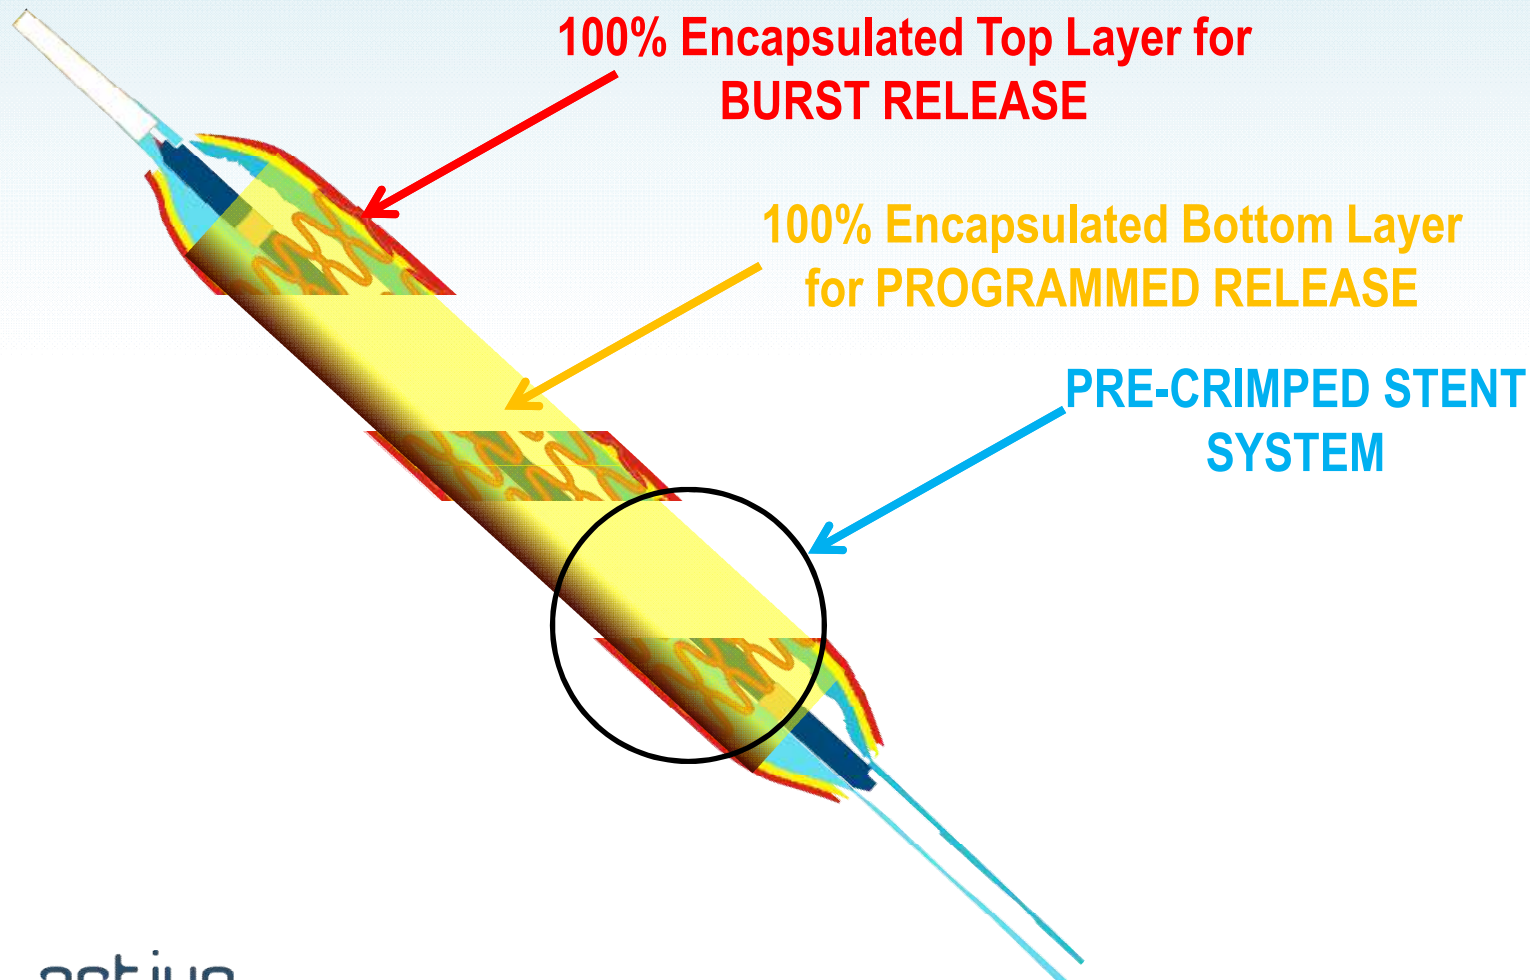 100% Encapsulated Top Layer for
BURST RELEASE
100% Encapsulated Bottom Layer
for PROGRAMMED RELEASE
PRE-CRIMPED STENT
SYSTEM